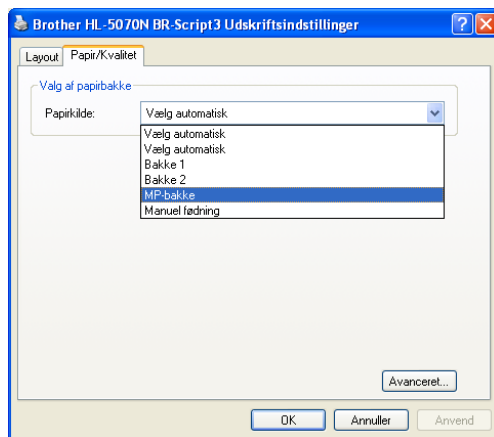 Brother HL-5070N BR-Script3 Udskriftsindstillinger
Layout Papir/Kvalitet
Valg af papirbakke
Papirkilde: Vælg automatisk
Vælg automatisk
Vælg automatisk
Bakke 1
Bakke 2
MP-bakke
Manuel fødning
Avanceret...
OK Annuller Anvend